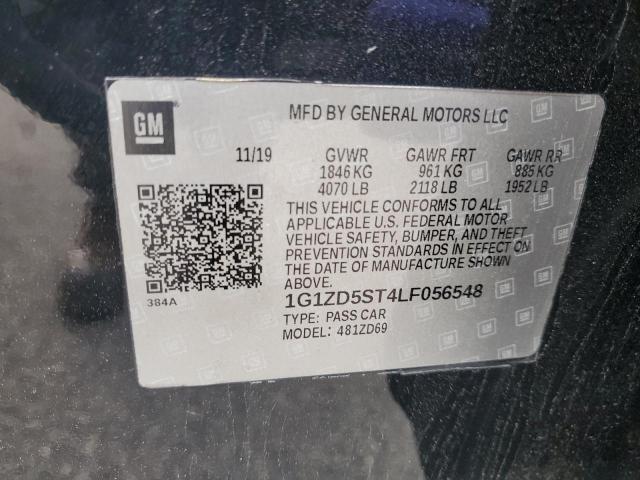 GM
MFD BY GENERAL MOTORS LLC
11/19 GVWR GAWR FRT GAWR RR
1846 KG 961 KG 885 KG
4070 LB 2118 LB 1952 LB
THIS VEHICLE CONFORMS TO ALL
APPLICABLE U.S. FEDERAL MOTOR
VEHICLE SAFETY, BUMPER, AND THEFT
PREVENTION STANDARDS IN EFFECT ON
THE DATE OF MANUFACTURE SHOWN
ABOVE.
384A
1G1ZD5ST4LF056548
TYPE: PASS CAR
MODEL: 481ZD69